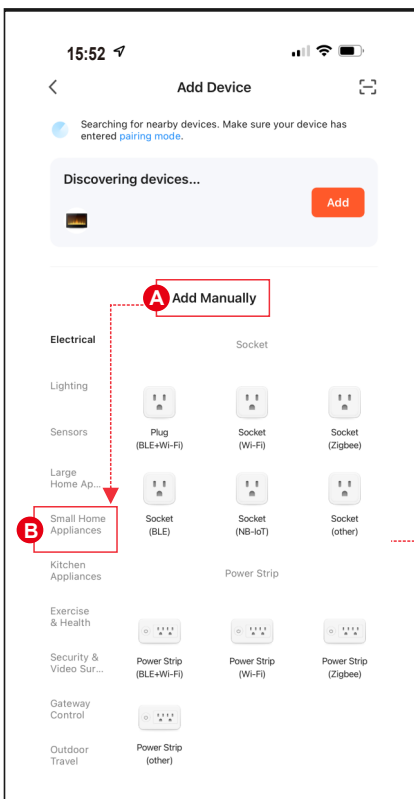 15:52
Add Device
Searching for nearby devices. Make sure your device has
entered pairing mode.
Discovering devices...
Add
A
Add Manually
Electrical
Lighting
Sensors
Large
Home Ap...
B
Small Home
Appliances
Kitchen
Appliances
Exercise
& Health
Security &
Video Sur...
Gateway
Control
Outdoor
Travel
Socket
Plug
(BLE+Wi-Fi)
Socket
(Wi-Fi)
Socket
(Zigbee)
Socket
(BLE)
Socket
(NB-IoT)
Socket
(other)
Power Strip
Power Strip
(BLE+Wi-Fi)
Power Strip
(Wi-Fi)
Power Strip
(Zigbee)
Power Strip
(other)